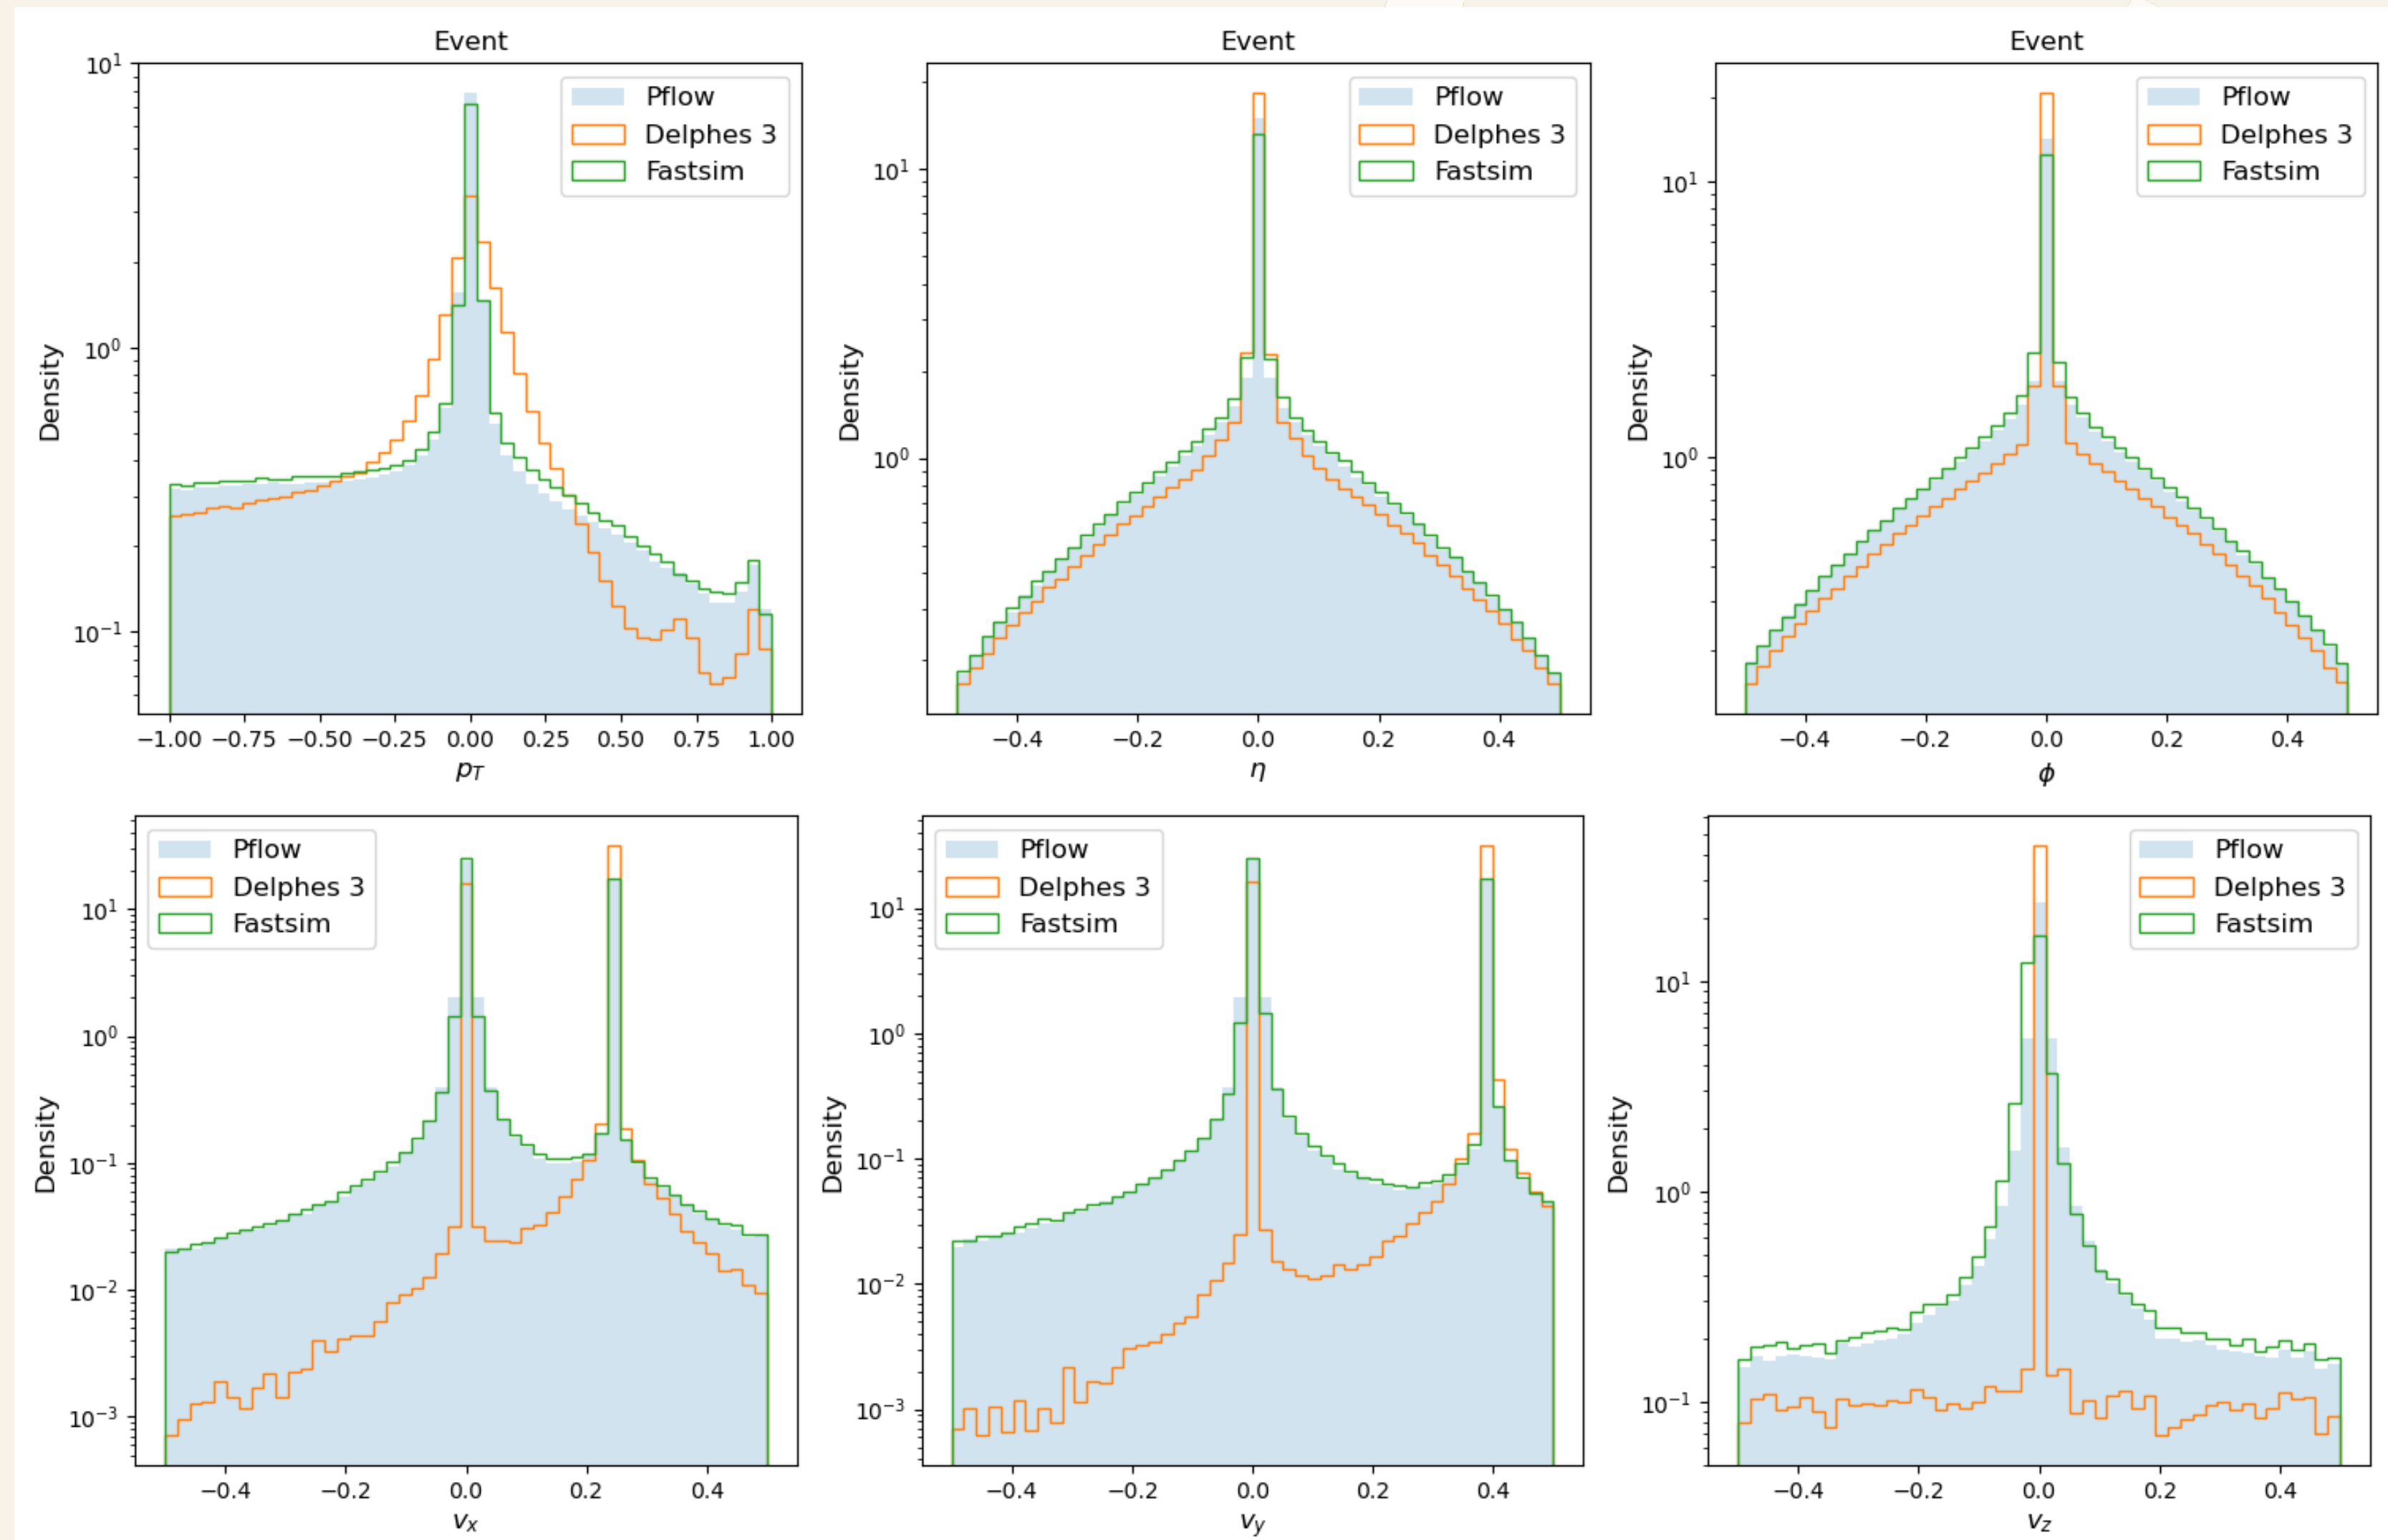 Event
10¹
10⁰
10⁻¹
Density
Pflow
Delphes 3
Fastsim
−1.00 −0.75 −0.50 −0.25 0.00 0.25 0.50 0.75 1.00
p_T
Event
10¹
10⁰
Density
Pflow
Delphes 3
Fastsim
−0.4 −0.2 0.0 0.2 0.4
η
Event
10¹
10⁰
Density
Pflow
Delphes 3
Fastsim
−0.4 −0.2 0.0 0.2 0.4
ϕ
Pflow
Delphes 3
Fastsim
10¹
10⁰
10⁻¹
10⁻²
10⁻³
Density
−0.4 −0.2 0.0 0.2 0.4
v_x
Pflow
Delphes 3
Fastsim
10¹
10⁰
10⁻¹
10⁻²
10⁻³
Density
−0.4 −0.2 0.0 0.2 0.4
v_y
Pflow
Delphes 3
Fastsim
10¹
10⁰
10⁻¹
Density
−0.4 −0.2 0.0 0.2 0.4
v_z